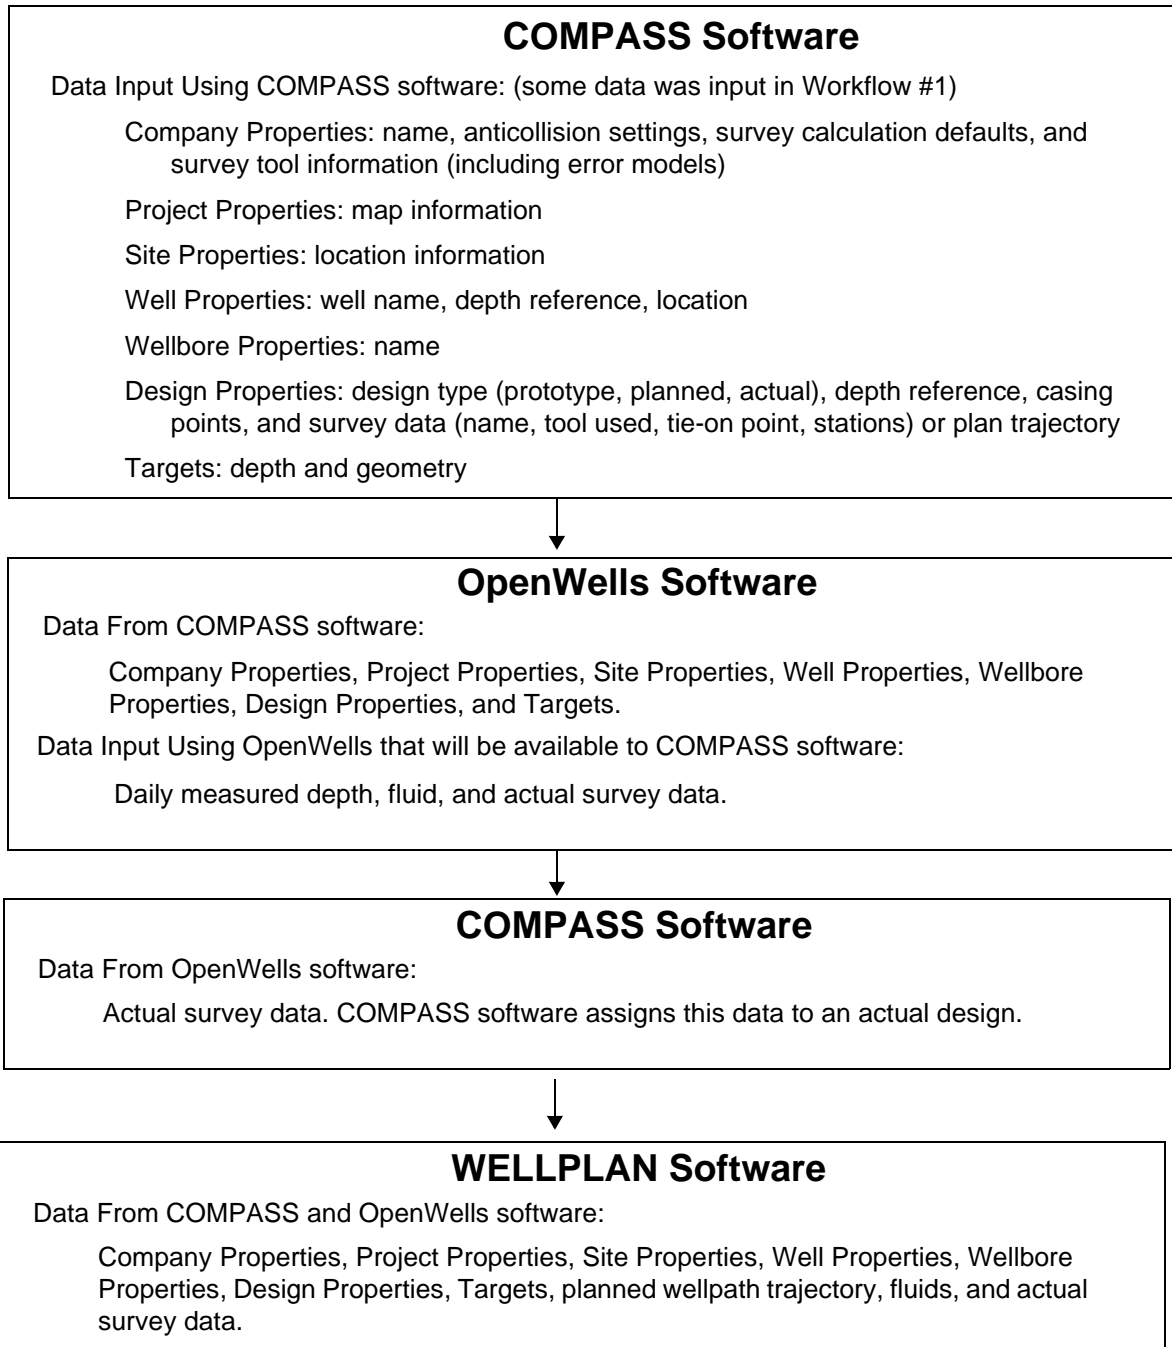 COMPASS Software
Data Input Using COMPASS software: (some data was input in Workflow #1)
Company Properties: name, anticollision settings, survey calculation defaults, and
survey tool information (including error models)
Project Properties: map information
Site Properties: location information
Well Properties: well name, depth reference, location
Wellbore Properties: name
Design Properties: design type (prototype, planned, actual), depth reference, casing
points, and survey data (name, tool used, tie-on point, stations) or plan trajectory
Targets: depth and geometry
OpenWells Software
Data From COMPASS software:
Company Properties, Project Properties, Site Properties, Well Properties, Wellbore
Properties, Design Properties, and Targets.
Data Input Using OpenWells that will be available to COMPASS software:
Daily measured depth, fluid, and actual survey data.
COMPASS Software
Data From OpenWells software:
Actual survey data. COMPASS software assigns this data to an actual design.
WELLPLAN Software
Data From COMPASS and OpenWells software:
Company Properties, Project Properties, Site Properties, Well Properties, Wellbore
Properties, Design Properties, Targets, planned wellpath trajectory, fluids, and actual
survey data.